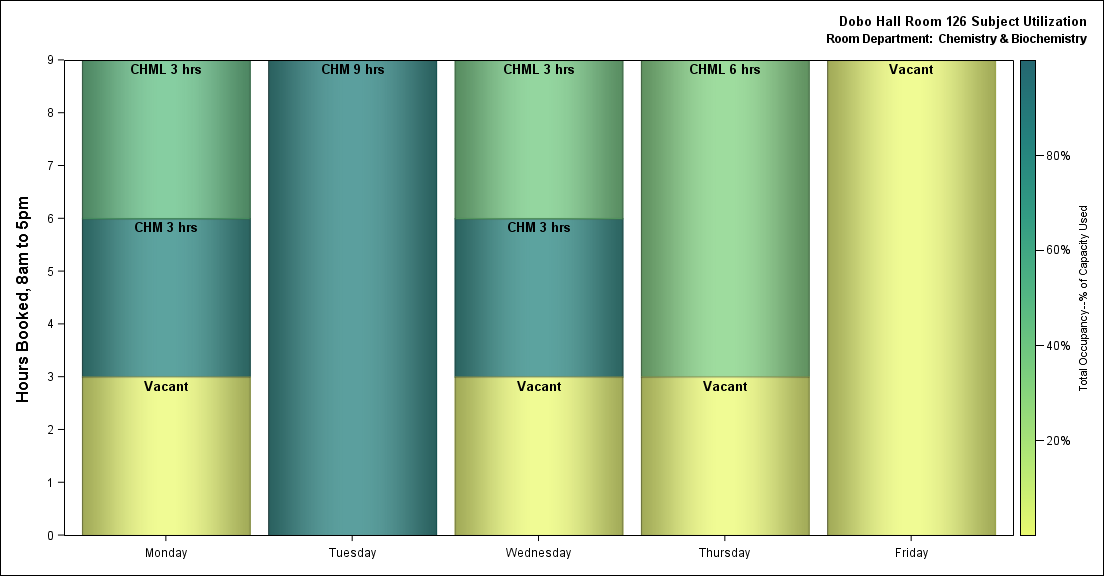 Dobo Hall Room 126 Subject Utilization
Room Department: Chemistry & Biochemistry
Hours Booked, 8am to 5pm
9
8
7
6
5
4
3
2
1
0
CHML 3 hrs
CHM 3 hrs
Vacant
CHM 9 hrs
CHML 3 hrs
CHM 3 hrs
Vacant
CHML 6 hrs
Vacant
Vacant
Monday
Tuesday
Wednesday
Thursday
Friday
80%
60%
40%
20%
Total Occupancy--% of Capacity Used